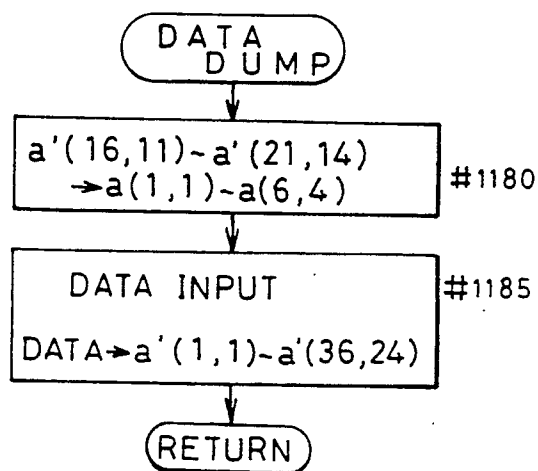 DATA
DUMP
a'(16,11)~a'(21,14)
→a(1,1)~a(6,4)
#1180
DATA INPUT
#1185
DATA→a'(1,1)~a'(36,24)
RETURN